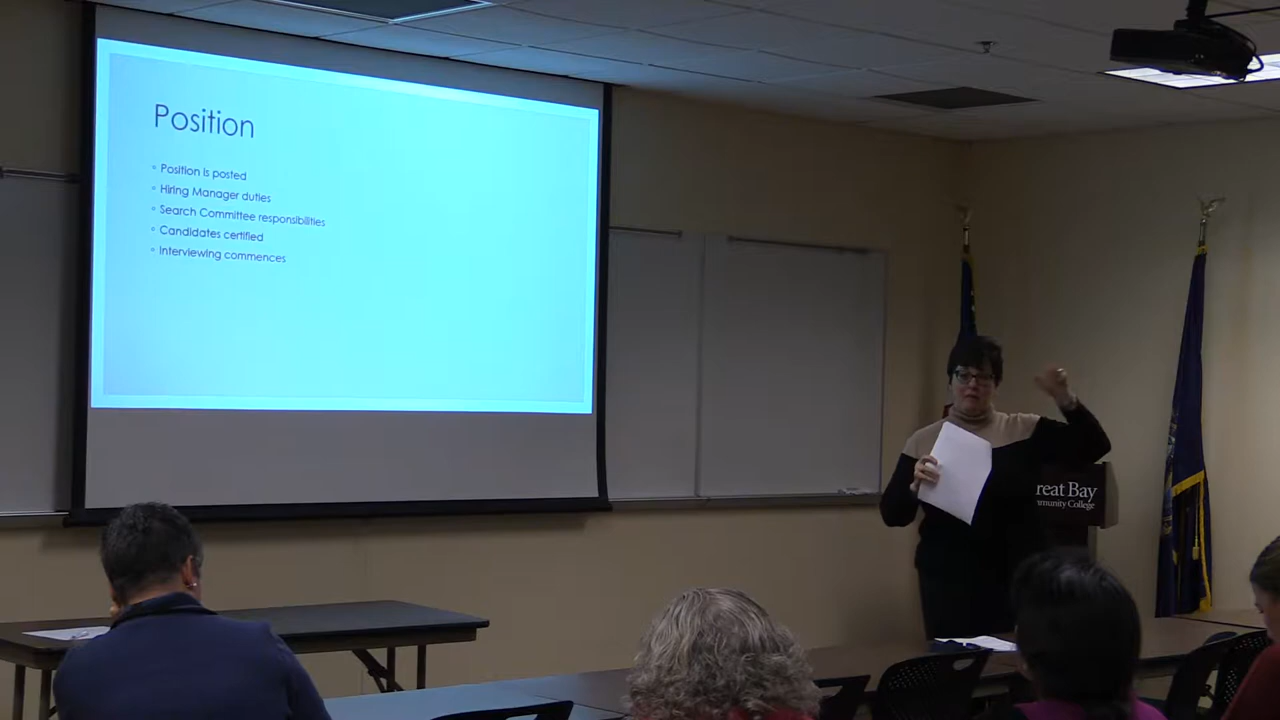 Position
Position is posted
Hiring Manager duties
Search Committee responsibilities
Candidates certified
Interviewing commences
reat Bay
mmunity College